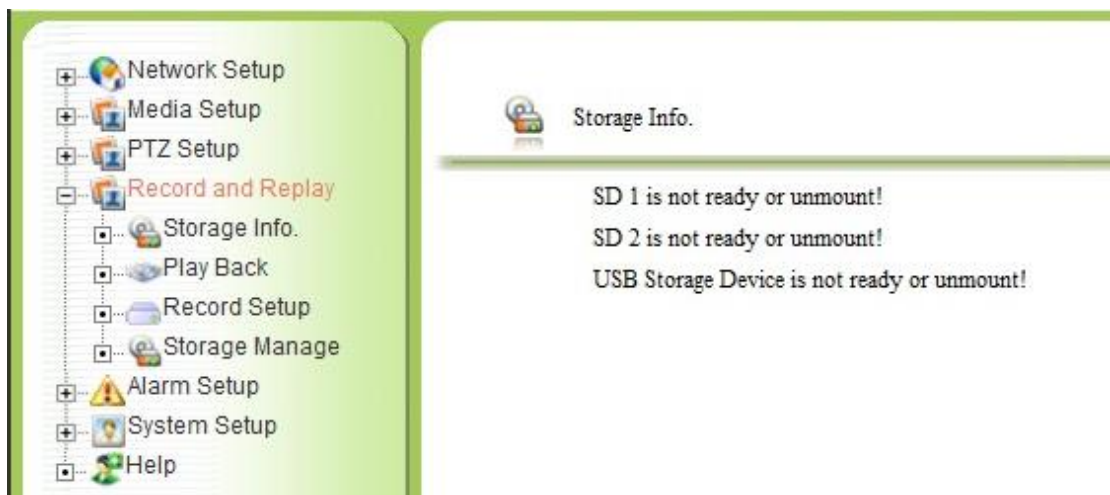 Network Setup
Media Setup
PTZ Setup
Record and Replay
Storage Info.
Play Back
Record Setup
Storage Manage
Alarm Setup
System Setup
Help
Storage Info.
SD 1 is not ready or unmount!
SD 2 is not ready or unmount!
USB Storage Device is not ready or unmount!